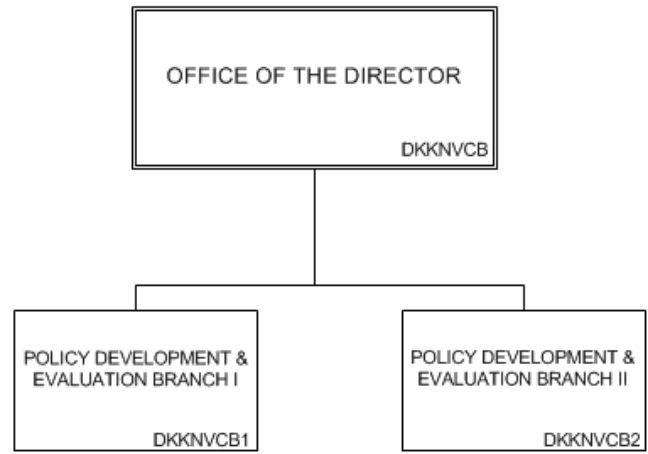 OFFICE OF THE DIRECTOR
DKKNVCB
POLICY DEVELOPMENT &
EVALUATION BRANCH I
DKKNVCB1
POLICY DEVELOPMENT &
EVALUATION BRANCH II
DKKNVCB2